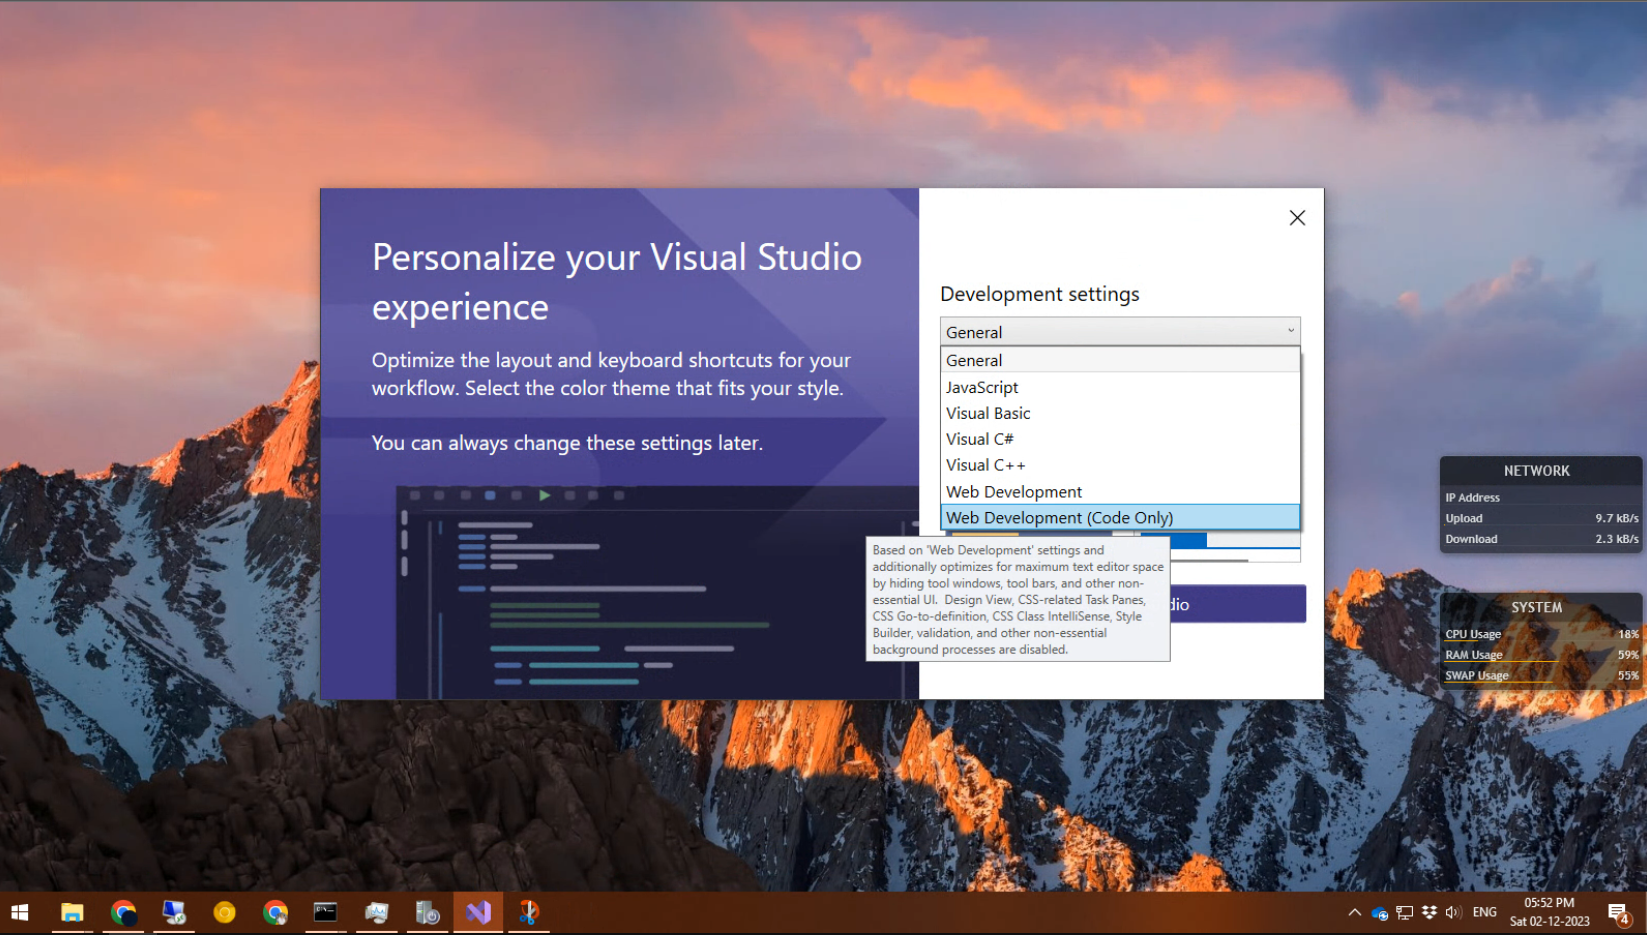 Personalize your Visual Studio
experience
Optimize the layout and keyboard shortcuts for your
workflow. Select the color theme that fits your style.
You can always change these settings later.
Development settings
General
General
JavaScript
Visual Basic
Visual C#
Visual C++
Web Development
Web Development (Code Only)
Based on 'Web Development' settings and
additionally optimizes for maximum text editor space
by hiding tool windows, tool bars, and other non-
essential UI.  Design View, CSS-related Task Panes,
CSS Go-to-definition, CSS Class IntelliSense, Style
Builder, validation, and other non-essential
background processes are disabled.
dio
NETWORK
IP Address
Upload 9.7 kB/s
Download 2.3 kB/s
SYSTEM
CPU Usage 18%
RAM Usage 59%
SWAP Usage 55%
ENG
05:52 PM
Sat 02-12-2023
4